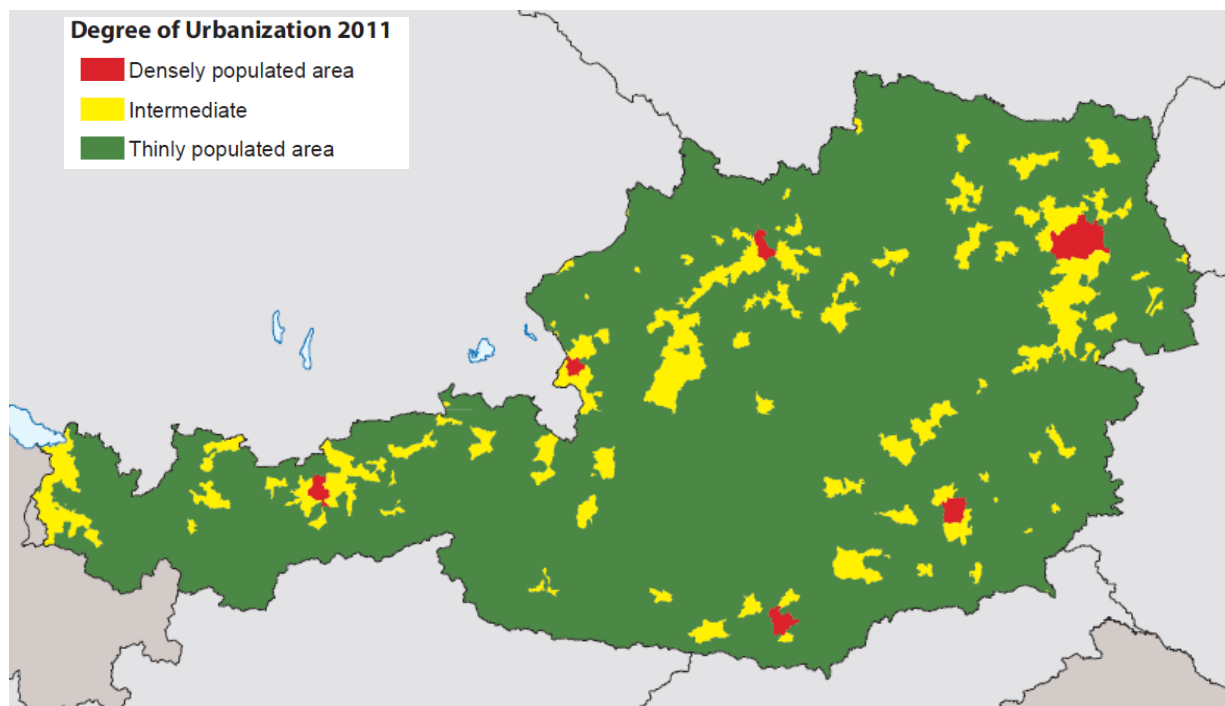 Degree of Urbanization 2011
Densely populated area
Intermediate
Thinly populated area